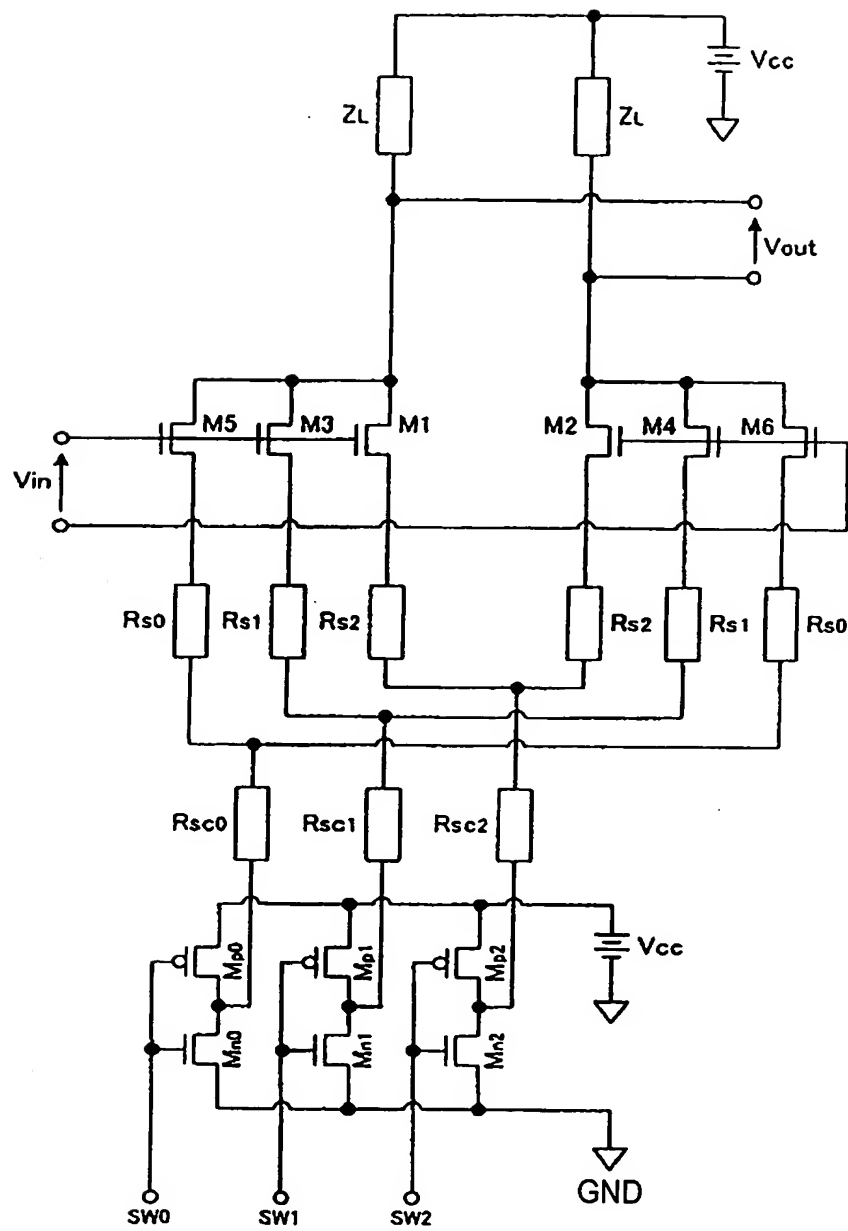 Vcc
ZL ZL
Vout
M5 M3 M1 M2 M4 M6
Vin
Rs0 Rs1 Rs2 Rs2 Rs1 Rs0
Rsc0 Rsc1 Rsc2
Mp0 Mp1 Mp2 Vcc
Mn0 Mn1 Mn2
GND
SW0 SW1 SW2